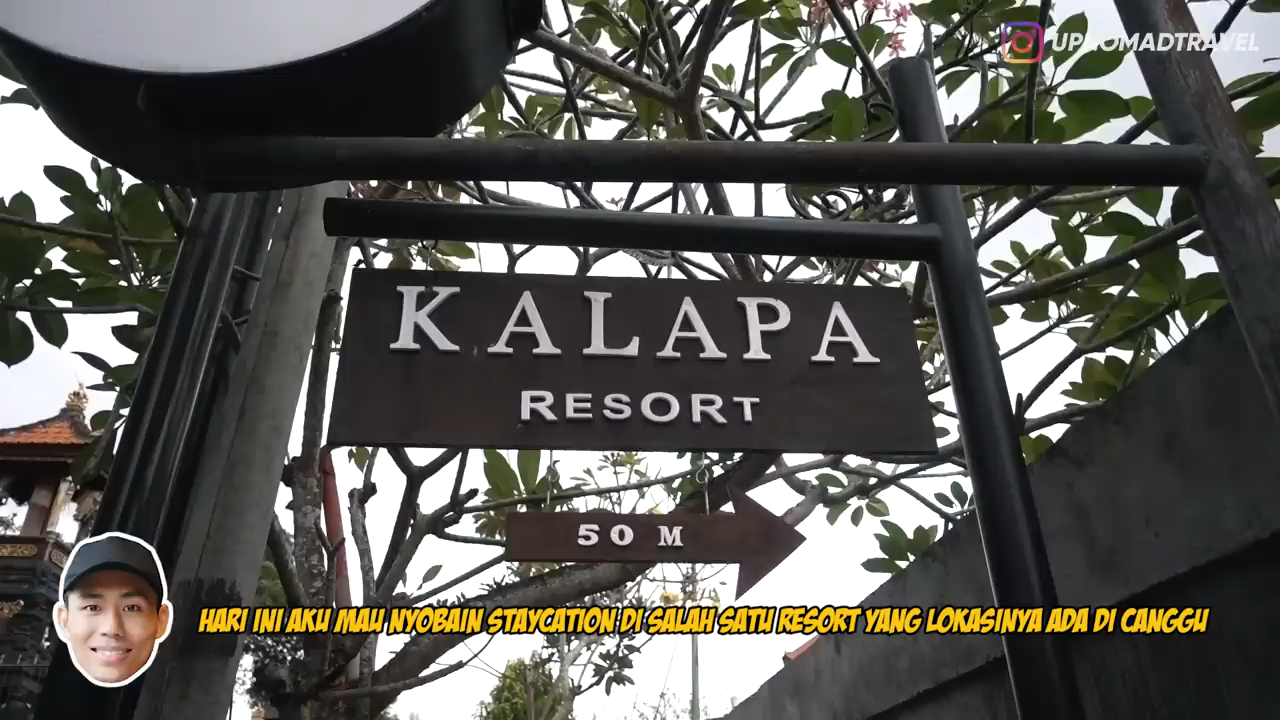 UPNOMADTRAVEL
KALAPA
RESORT
50 M
HARI INI AKU MAU NYOBAIN STAYCATION DI SALAH SATU RESORT YANG LOKASINYA ADA DI CANGGU